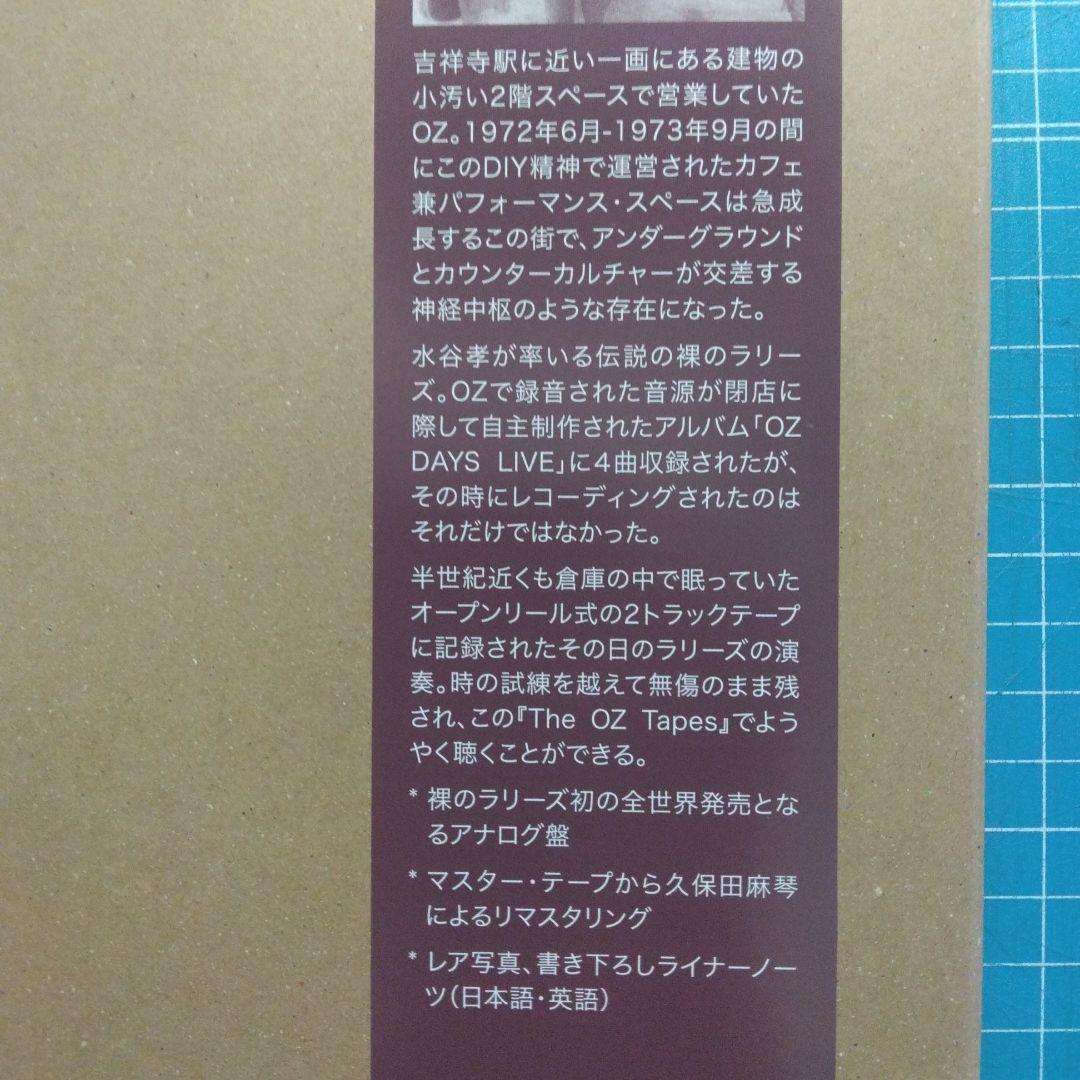 吉祥寺駅に近い一画にある建物の
小汚い2階スペースで営業していた
OZ。1972年6月-1973年9月の間
にこのDIY精神で運営されたカフェ
兼パフォーマンス・スペースは急成
長するこの街で、アンダーグラウンド
とカウンターカルチャーが交差する
神経中枢のような存在になった。
水谷孝が率いる伝説の裸のラリー
ズ。OZで録音された音源が閉店に
際して自主制作されたアルバム「OZ
DAYS LIVE」に4曲収録されたが、
その時にレコーディングされたのは
それだけではなかった。
半世紀近くも倉庫の中で眠っていた
オープンリール式の2トラックテープ
に記録されたその日のラリーズの演
奏。時の試練を越えて無傷のまま残
され、この『The OZ Tapes』でよう
やく聴くことができる。
* 裸のラリーズ初の全世界発売とな
るアナログ盤
* マスター・テープから久保田麻琴
によるリマスタリング
* レア写真、書き下ろしライナーノー
ツ(日本語・英語)